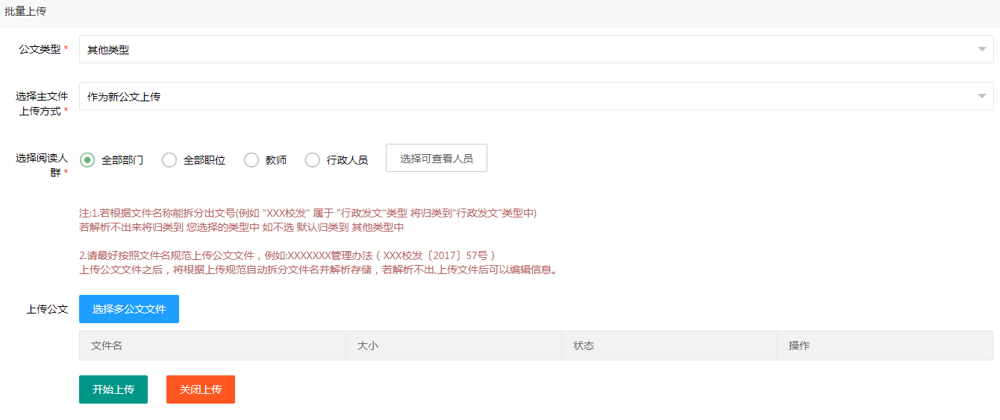 批量上传
公文类型 *
其他类型
选择主文件
上传方式 *
作为新公文上传
选择阅读人
群 *
全部部门 全部职位 教师 行政人员 选择可查看人员
注:1.若根据文件名称能拆分出文号(例如 "XXX校发" 属于 "行政发文"类型 将归类到"行政发文"类型中)
若解析不出来将归类到 您选择的类型中 如不选 默认归类到 其他类型中
2.请最好按照文件名规范上传公文文件，例如:XXXXXXX管理办法（XXX校发〔2017〕57号）
上传公文文件之后，将根据上传规范自动拆分文件名并解析存储，若解析不出,上传文件后可以编辑信息。
上传公文
选择多公文文件
文件名 大小 状态 操作
开始上传 关闭上传